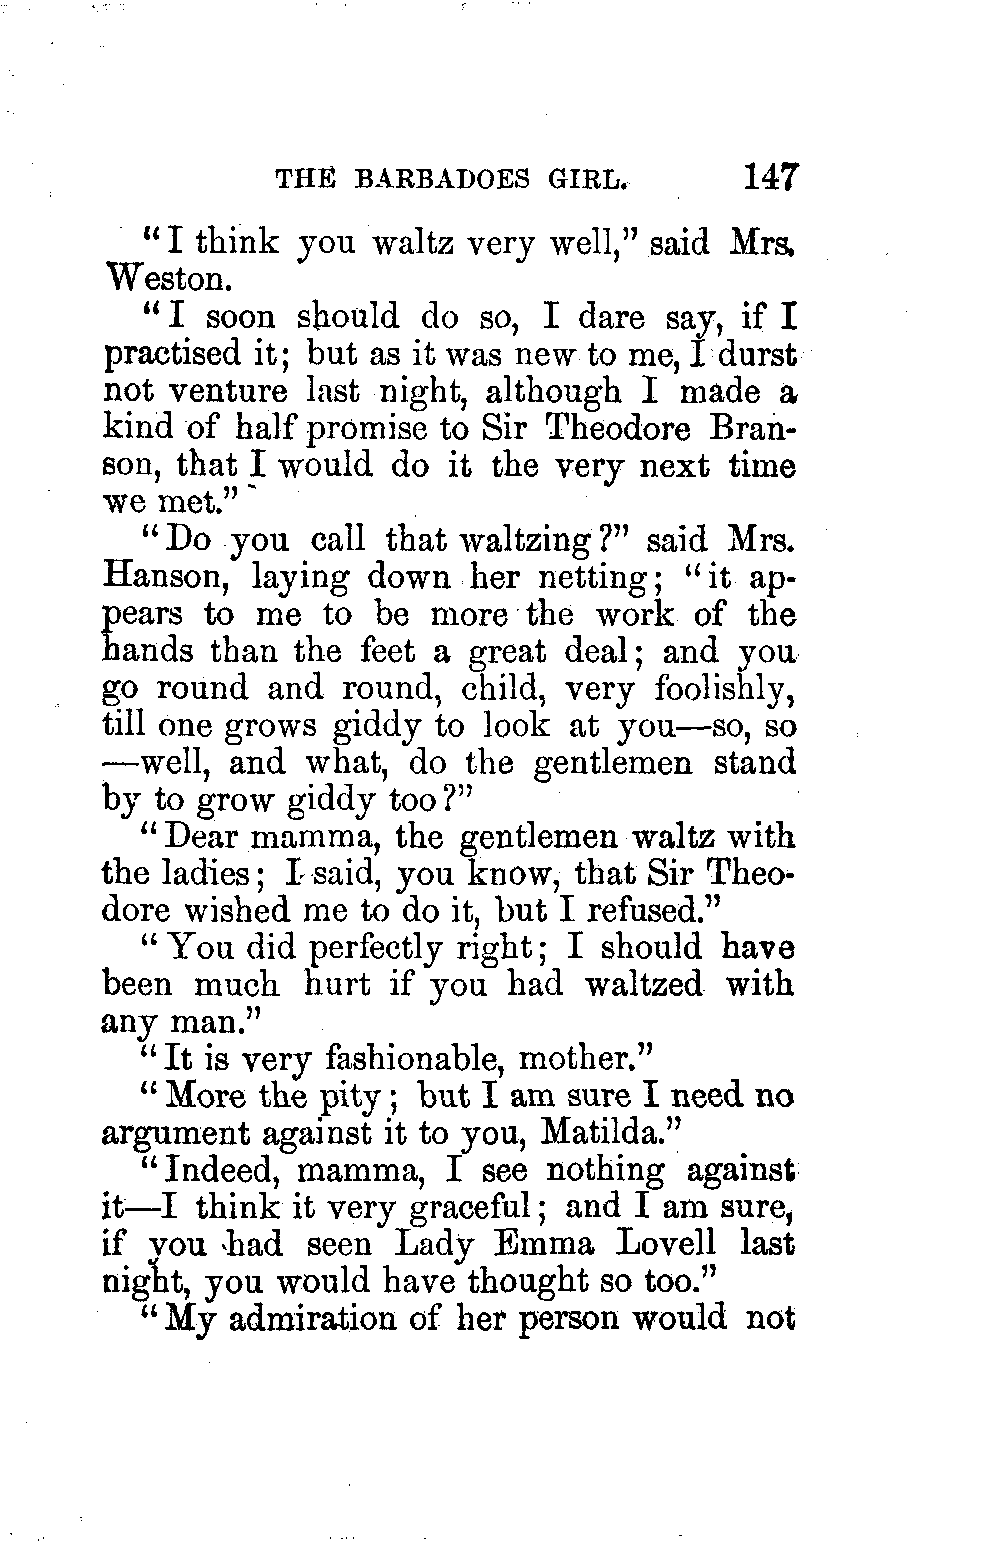 THE BARBADOES GIRL. 147
“I think you waltz very well,” said Mrs.
Weston.
“I soon should do so, I dare say, if I
practised it; but as it was new to me, I durst
not venture last night, although I made a
kind of half promise to Sir Theodore Bran-
son, that I would do it the very next time
we met.”
“Do you call that waltzing?” said Mrs.
Hanson, laying down her netting; “it ap-
pears to me to be more the work of the
hands than the feet a great deal; and you
go round and round, child, very foolishly,
till one grows giddy to look at you—so, so
—well, and what, do the gentlemen stand
by to grow giddy too?”
“Dear mamma, the gentlemen waltz with
the ladies; I said, you know, that Sir Theo-
dore wished me to do it, but I refused.”
“You did perfectly right; I should have
been much hurt if you had waltzed with
any man.”
“It is very fashionable, mother.”
“More the pity; but I am sure I need no
argument against it to you, Matilda.”
“Indeed, mamma, I see nothing against
it—I think it very graceful; and I am sure,
if you had seen Lady Emma Lovell last
night, you would have thought so too.”
“My admiration of her person would not